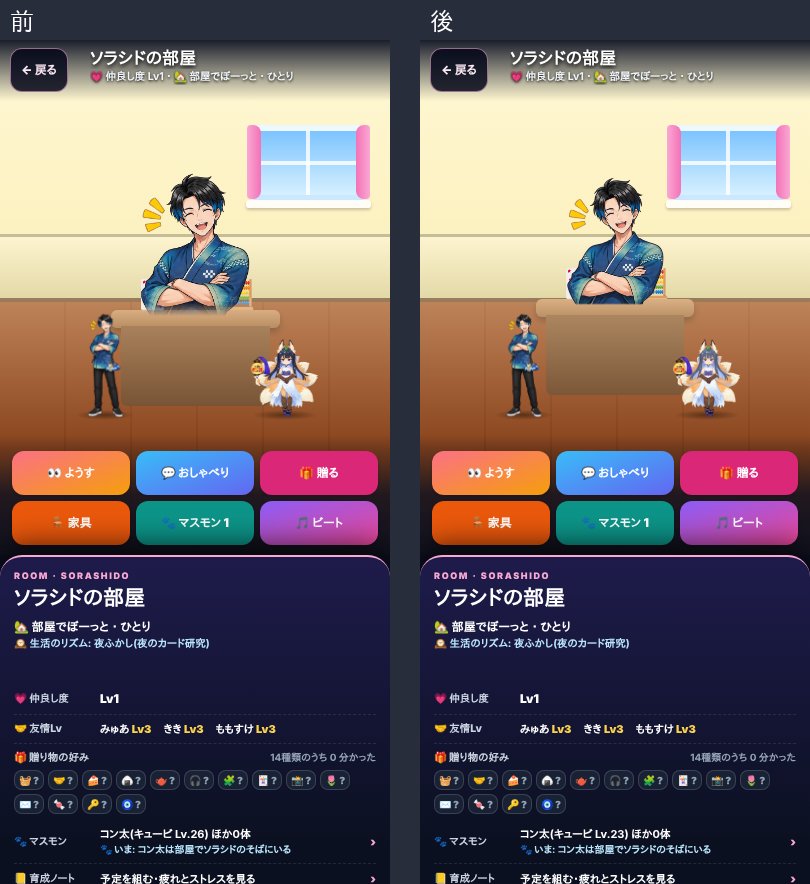 前
← 戻る
ソラシドの部屋
💗 仲良し度 Lv1・🏡 部屋でぼーっと・ひとり
👀 ようす
💬 おしゃべり
🎁 贈る
🪑 家具
🐾 マスモン 1
🎵 ビート
ROOM · SORASHIDO
ソラシドの部屋
🏡 部屋でぼーっと・ひとり
🕰️ 生活のリズム: 夜ふかし(夜のカード研究)
💗 仲良し度 Lv1
🤝 友情Lv みゅあ Lv3 きき Lv3 ももすけ Lv3
🎁 贈り物の好み 14種類のうち 0 分かった
🧺 ? 🤝 ? 🍰 ? 🍙 ? 🫖 ? 🎧 ? 🧩 ? 🃏 ? 📸 ? 🌷 ?
✉️ ? 🍬 ? 🔑 ? 🧿 ?
🐾 マスモン コン太(キュービ Lv.26) ほか0体 ›
🐾 いま: コン太は部屋でソラシドのそばにいる
📒 育成ノート 予定を組む・疲れとストレスを見る ›
後
← 戻る
ソラシドの部屋
💗 仲良し度 Lv1・🏡 部屋でぼーっと・ひとり
👀 ようす
💬 おしゃべり
🎁 贈る
🪑 家具
🐾 マスモン 1
🎵 ビート
ROOM · SORASHIDO
ソラシドの部屋
🏡 部屋でぼーっと・ひとり
🕰️ 生活のリズム: 夜ふかし(夜のカード研究)
💗 仲良し度 Lv1
🤝 友情Lv みゅあ Lv3 きき Lv3 ももすけ Lv3
🎁 贈り物の好み 14種類のうち 0 分かった
🧺 ? 🤝 ? 🍰 ? 🍙 ? 🫖 ? 🎧 ? 🧩 ? 🃏 ? 📸 ? 🌷 ?
✉️ ? 🍬 ? 🔑 ? 🧿 ?
🐾 マスモン コン太(キュービ Lv.23) ほか0体 ›
🐾 いま: コン太は部屋でソラシドのそばにいる
📒 育成ノート 予定を組む・疲れとストレスを見る ›